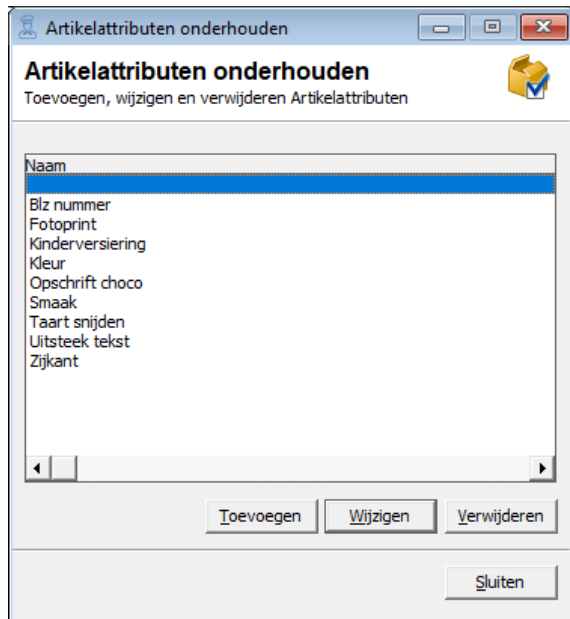 Artikelattributen onderhouden
Artikelattributen onderhouden
Toevoegen, wijzigen en verwijderen Artikelattributen
Naam
Blz nummer
Fotoprint
Kinderversiering
Kleur
Opschrift choco
Smaak
Taart snijden
Uitsteek tekst
Zijkant
Toevoegen Wijzigen Verwijderen
Sluiten